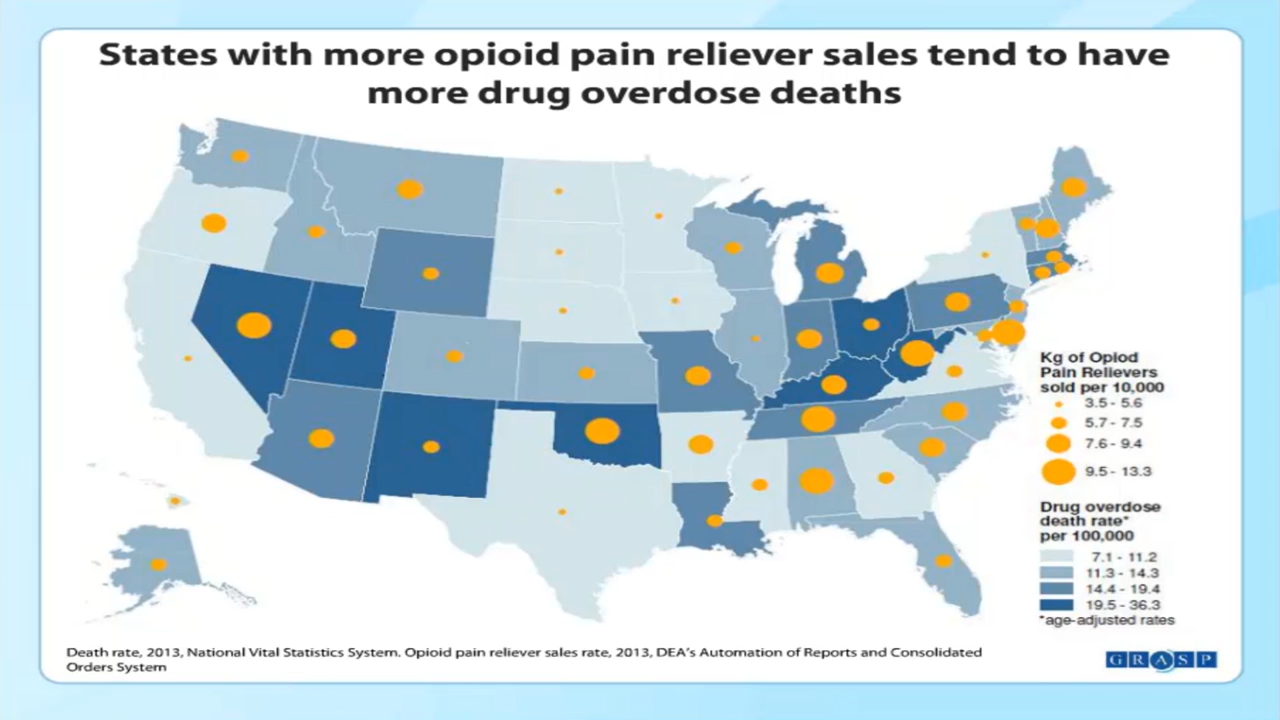 States with more opioid pain reliever sales tend to have
more drug overdose deaths
Kg of Opiod
Pain Relievers
sold per 10,000
3.5 - 5.6
5.7 - 7.5
7.6 - 9.4
9.5 - 13.3
Drug overdose
death rate*
per 100,000
7.1 - 11.2
11.3 - 14.3
14.4 - 19.4
19.5 - 36.3
*age-adjusted rates
Death rate, 2013, National Vital Statistics System. Opioid pain reliever sales rate, 2013, DEA's Automation of Reports and Consolidated
Orders System
GRASP